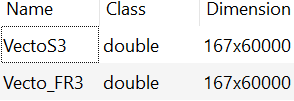 Name Class Dimension
VectoS3 double 167x60000
Vecto_FR3 double 167x60000